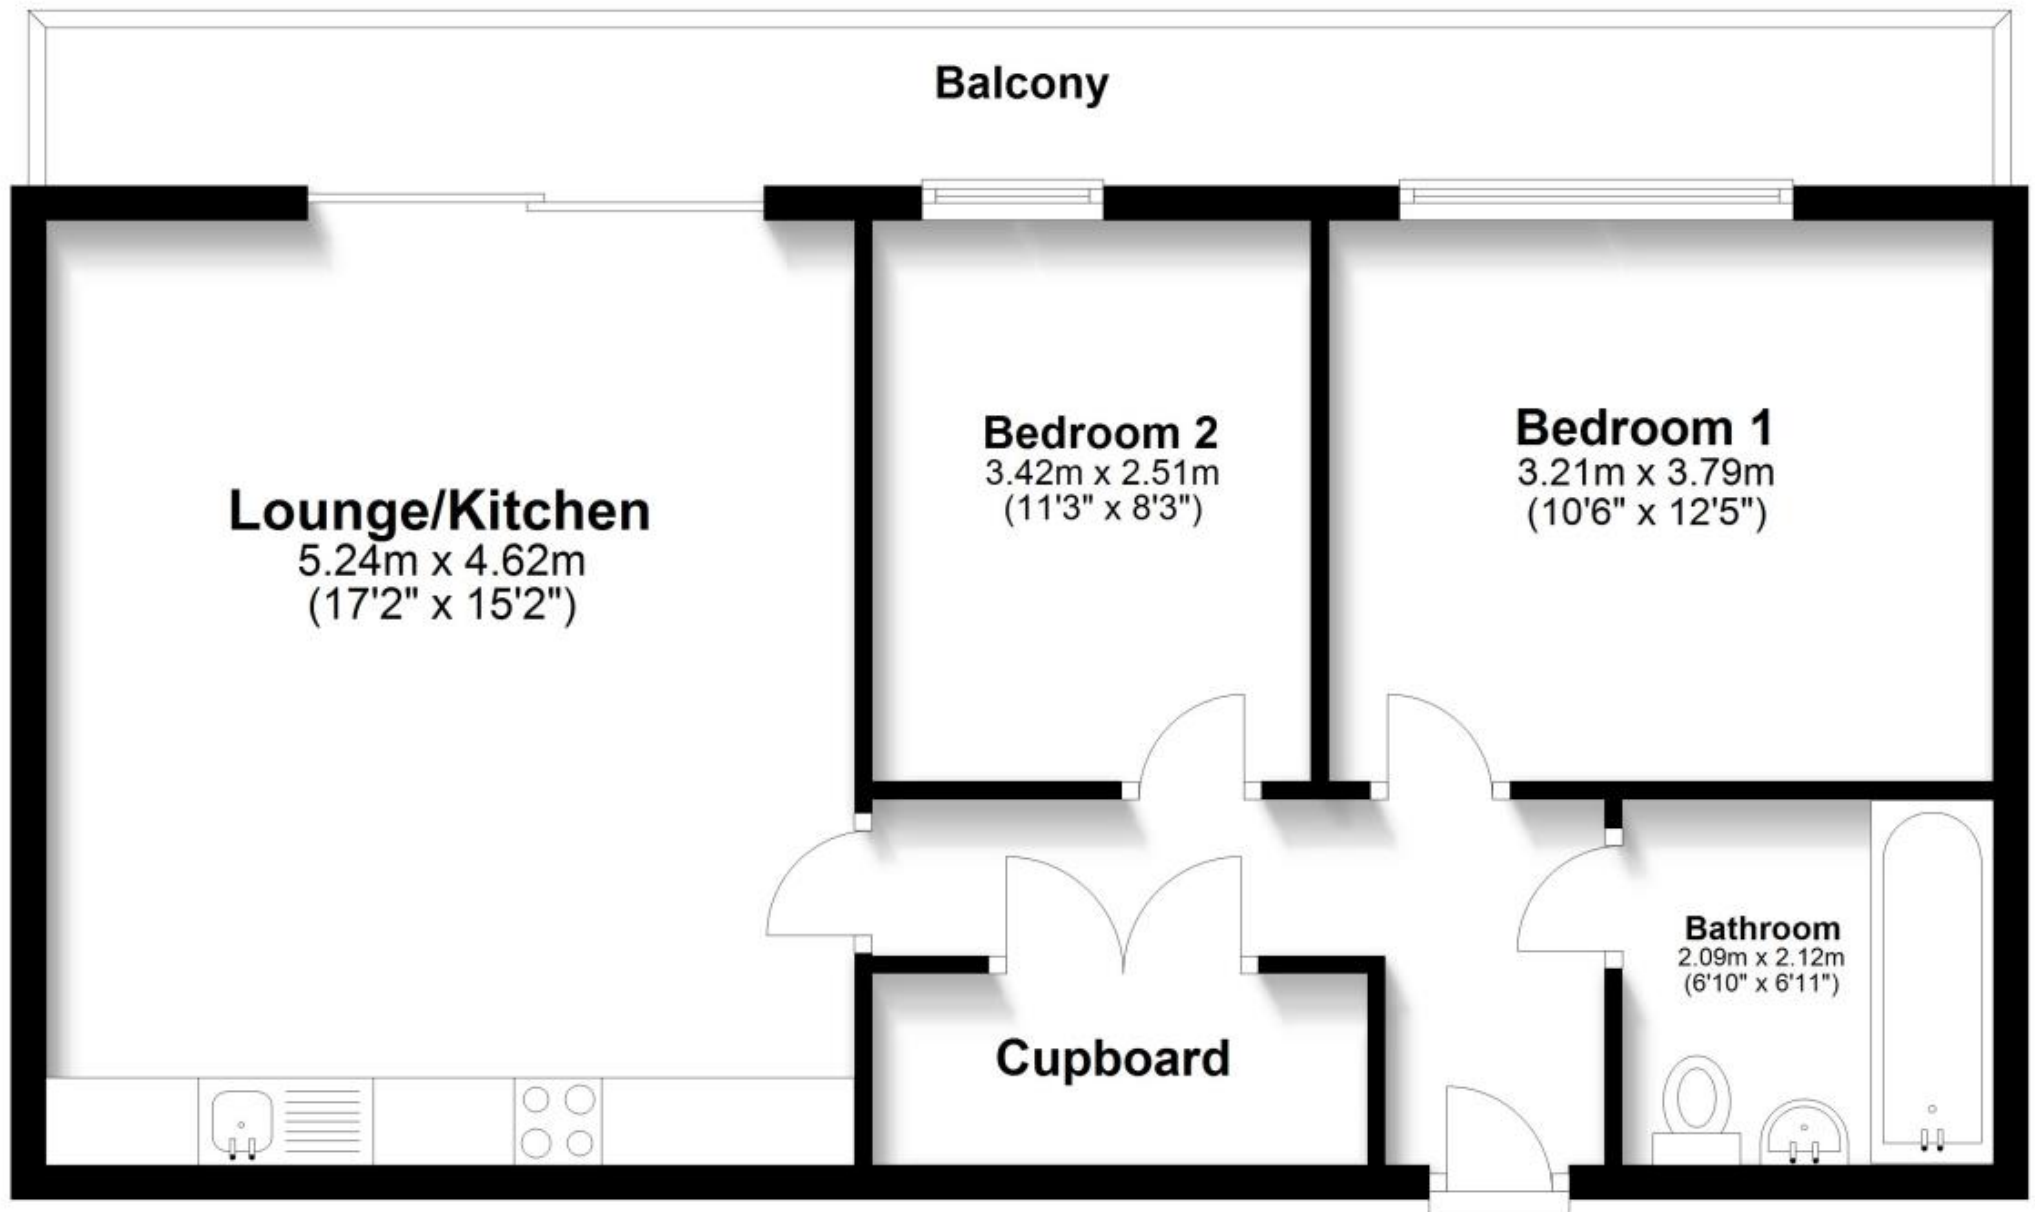 Balcony
Lounge/Kitchen
5.24m x 4.62m
(17'2" x 15'2")
Bedroom 2
3.42m x 2.51m
(11'3" x 8'3")
Bedroom 1
3.21m x 3.79m
(10'6" x 12'5")
Bathroom
2.09m x 2.12m
(6'10" x 6'11")
Cupboard